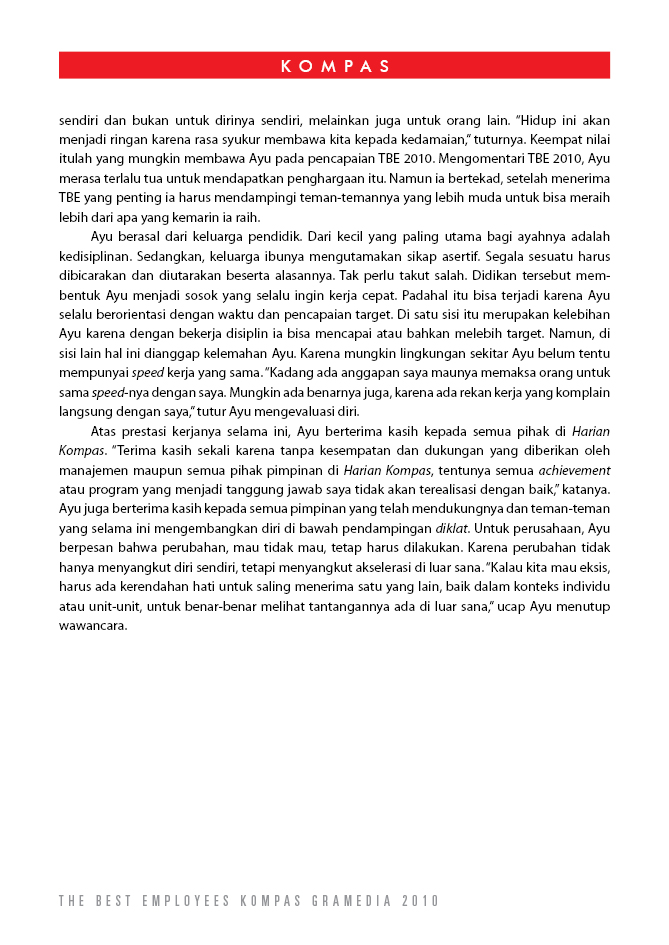 KOMPAS
sendiri dan bukan untuk dirinya sendiri, melainkan juga untuk orang lain. “Hidup ini akan
menjadi ringan karena rasa syukur membawa kita kepada kedamaian,“ tuturnya. Keempat nilai
itulah yang mungkin membawa Ayu pada pencapaian TBE 2010. Mengomentari TBE 2010, Ayu
merasa terlalu tua untuk mendapatkan penghargaan itu. Namun ia bertekad, setelah menerima
TBE yang penting ia harus mendampingi teman-temannya yang lebih muda untuk bisa meraih
lebih dari apa yang kemarin ia raih.
Ayu berasal dari keluarga pendidik. Dari kecil yang paling utama bagi ayahnya adalah
kedisiplinan. Sedangkan, keluarga ibunya mengutamakan sikap asertif. Segala sesuatu harus
dibicarakan dan diutarakan beserta alasannya. Tak perlu takut salah. Didikan tersebut mem-
bentuk Ayu menjadi sosok yang selalu ingin kerja cepat. Padahal itu bisa terjadi karena Ayu
selalu berorientasi dengan waktu dan pencapaian target. Di satu sisi itu merupakan kelebihan
Ayu karena dengan bekerja disiplin ia bisa mencapai atau bahkan melebih target. Namun, di
sisi lain hal ini dianggap kelemahan Ayu. Karena mungkin lingkungan sekitar Ayu belum tentu
mempunyai speed kerja yang sama. “Kadang ada anggapan saya maunya memaksa orang untuk
sama speed-nya dengan saya. Mungkin ada benarnya juga, karena ada rekan kerja yang komplain
langsung dengan saya,” tutur Ayu mengevaluasi diri.
Atas prestasi kerjanya selama ini, Ayu berterima kasih kepada semua pihak di Harian
Kompas. “Terima kasih sekali karena tanpa kesempatan dan dukungan yang diberikan oleh
manajemen maupun semua pihak pimpinan di Harian Kompas, tentunya semua achievement
atau program yang menjadi tanggung jawab saya tidak akan terealisasi dengan baik,” katanya.
Ayu juga berterima kasih kepada semua pimpinan yang telah mendukungnya dan teman-teman
yang selama ini mengembangkan diri di bawah pendampingan diklat. Untuk perusahaan, Ayu
berpesan bahwa perubahan, mau tidak mau, tetap harus dilakukan. Karena perubahan tidak
hanya menyangkut diri sendiri, tetapi menyangkut akselerasi di luar sana. “Kalau kita mau eksis,
harus ada kerendahan hati untuk saling menerima satu yang lain, baik dalam konteks individu
atau unit-unit, untuk benar-benar melihat tantangannya ada di luar sana,” ucap Ayu menutup
wawancara.
THE BEST EMPLOYEES KOMPAS GRAMEDIA 2010